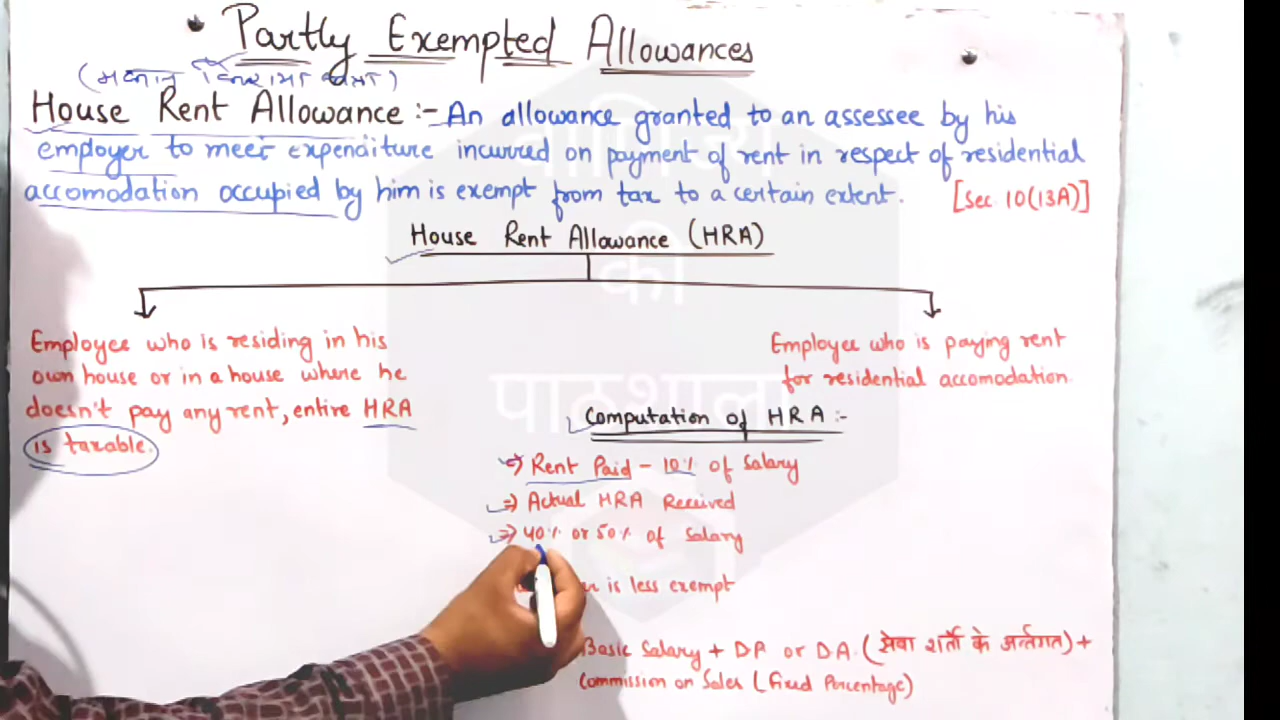 Partly Exempted Allowances
(मकान किराया भत्ता)
House Rent Allowance :- An allowance granted to an assessee by his
employer to meet expenditure incurred on payment of rent in respect of residential
accomodation occupied by him is exempt from tax to a certain extent. [Sec. 10(13A)]
House Rent Allowance (HRA)
Employee who is residing in his
own house or in a house where he
doesn't pay any rent, entire HRA
is taxable.
Employee who is paying rent
for residential accomodation.
Computation of HRA :-
=> Rent Paid - 10% of Salary
=> Actual HRA Received
=> 40% or 50% of Salary
is less exempt
Basic Salary + DP or DA. (सेवा शर्तों के अर्न्तगत) +
Commission on Sales (Fixed Percentage)
वाणिज्य
की
पाठशाला